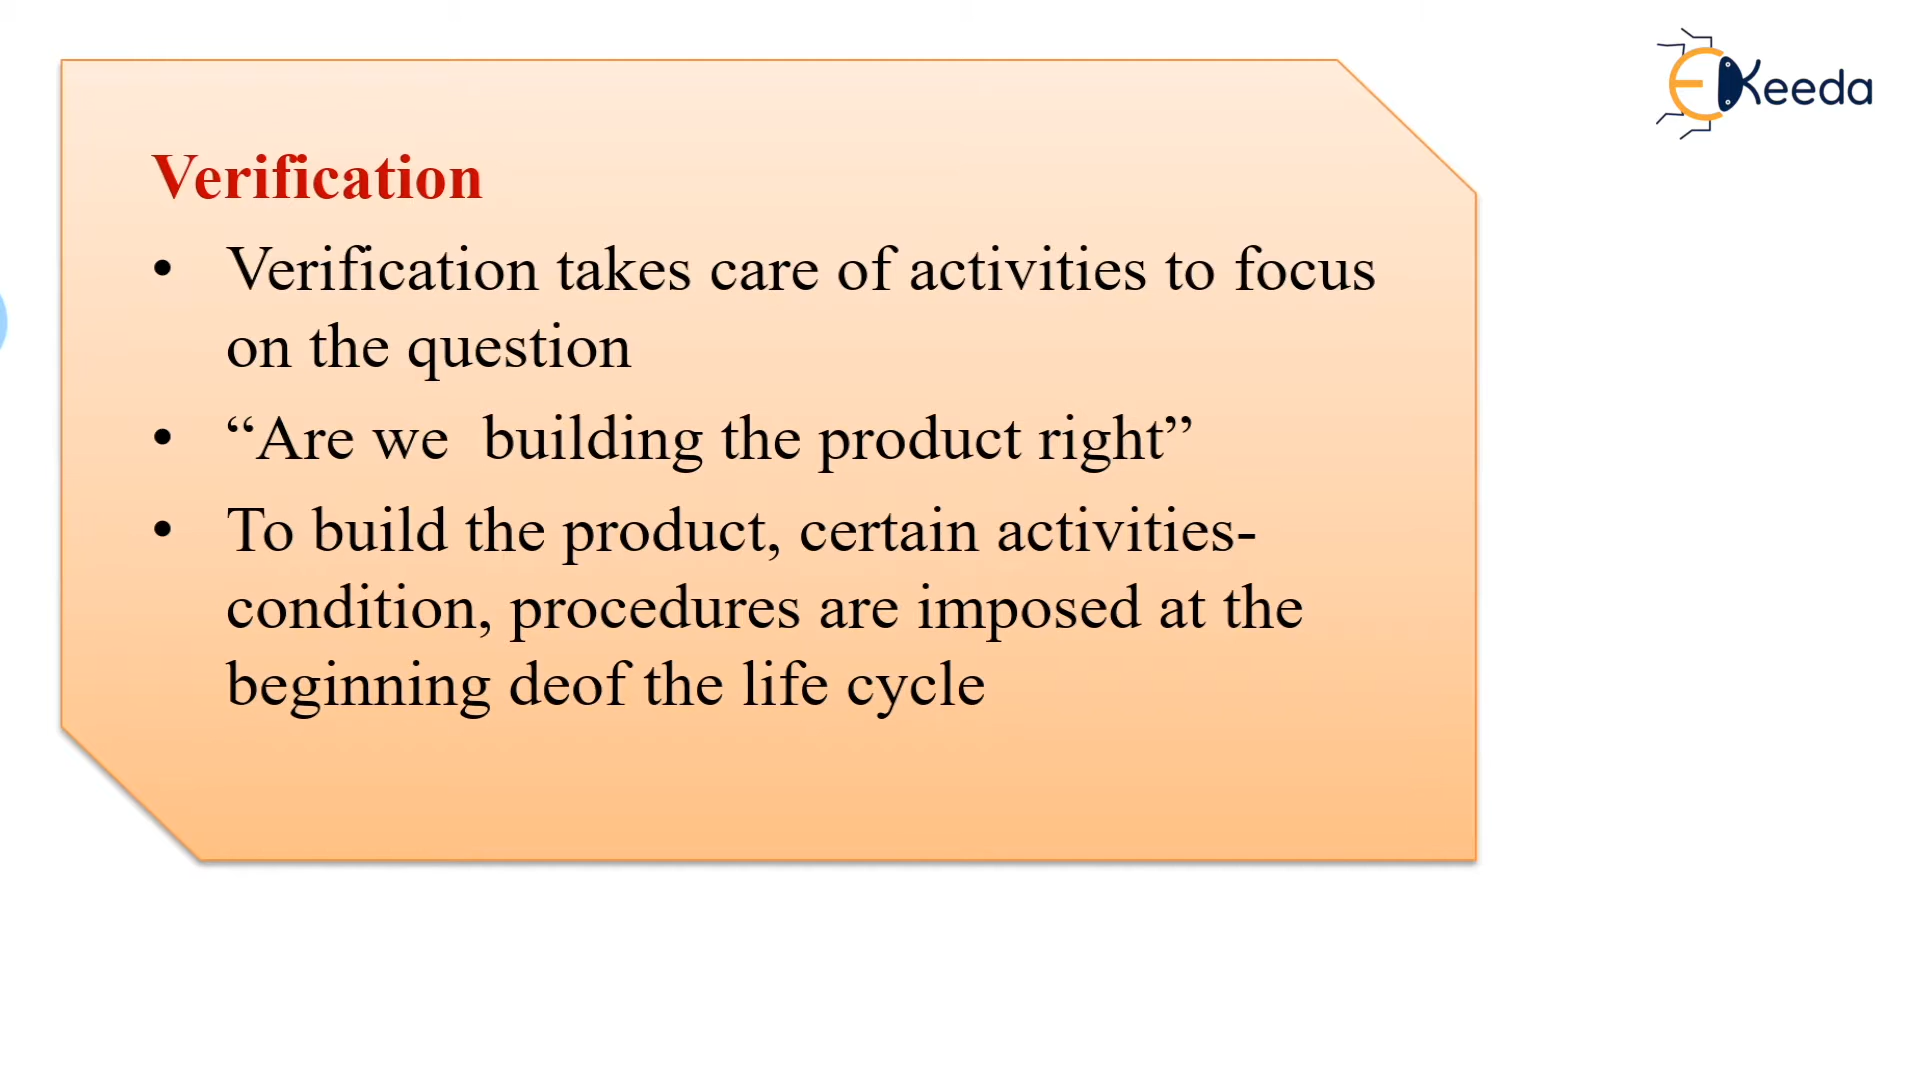 EKeeda
Verification
• Verification takes care of activities to focus
on the question
• “Are we  building the product right”
• To build the product, certain activities-
condition, procedures are imposed at the
beginning deof the life cycle